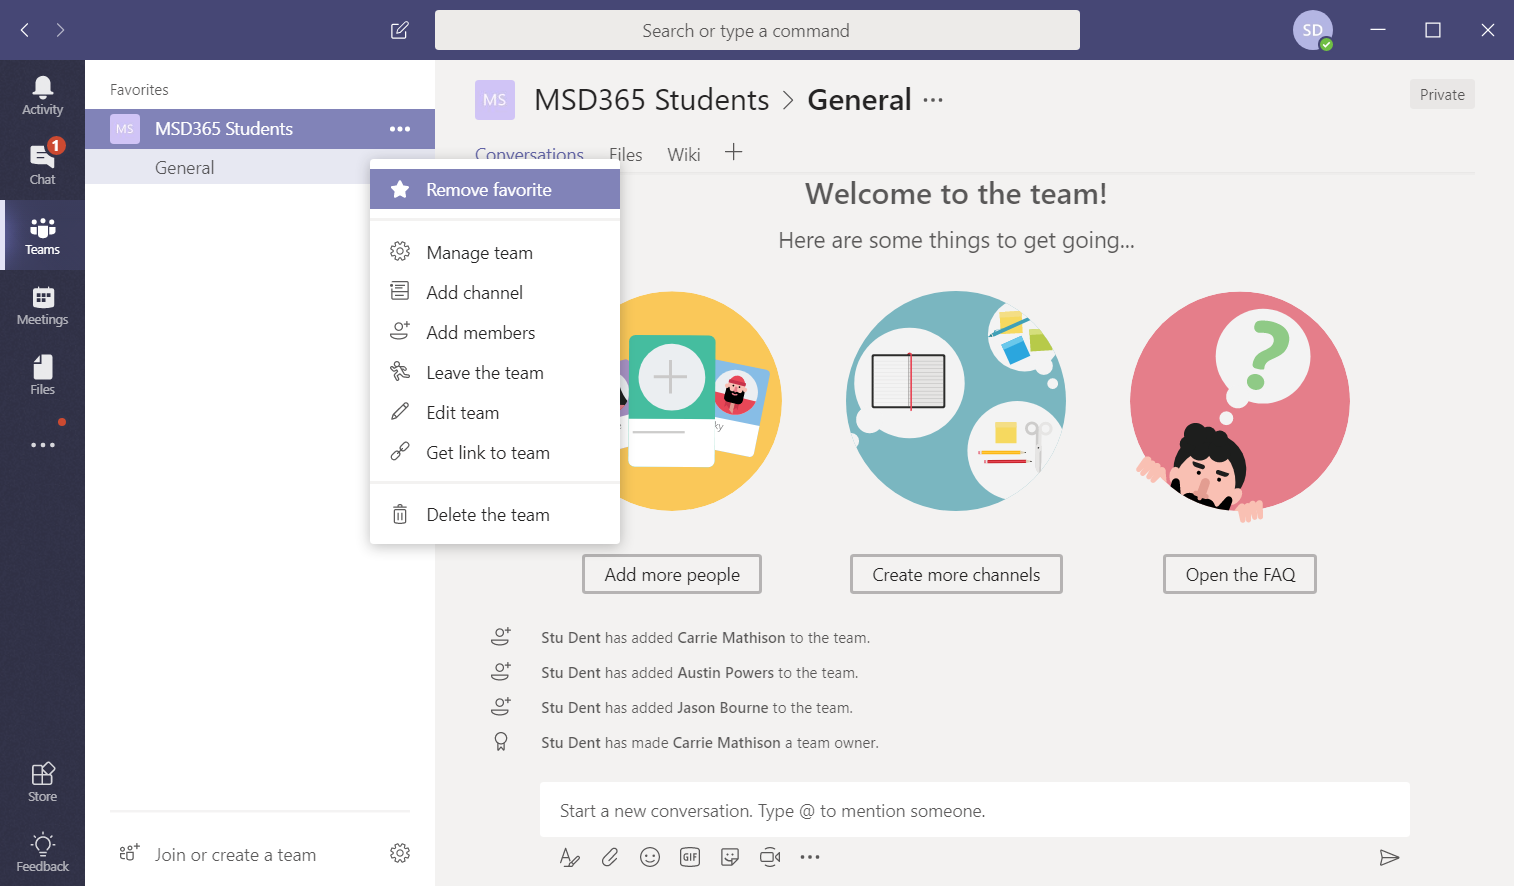 Search or type a command
SD
Activity
1
Chat
Teams
Meetings
Files
Store
Feedback
Favorites
MS MSD365 Students
General
Remove favorite
Manage team
Add channel
Add members
Leave the team
Edit team
Get link to team
Delete the team
Join or create a team
MS MSD365 Students > General
Private
Conversations Files Wiki
Welcome to the team!
Here are some things to get going...
ky
?
Add more people Create more channels Open the FAQ
Stu Dent has added Carrie Mathison to the team.
Stu Dent has added Austin Powers to the team.
Stu Dent has added Jason Bourne to the team.
Stu Dent has made Carrie Mathison a team owner.
Start a new conversation. Type @ to mention someone.
GIF